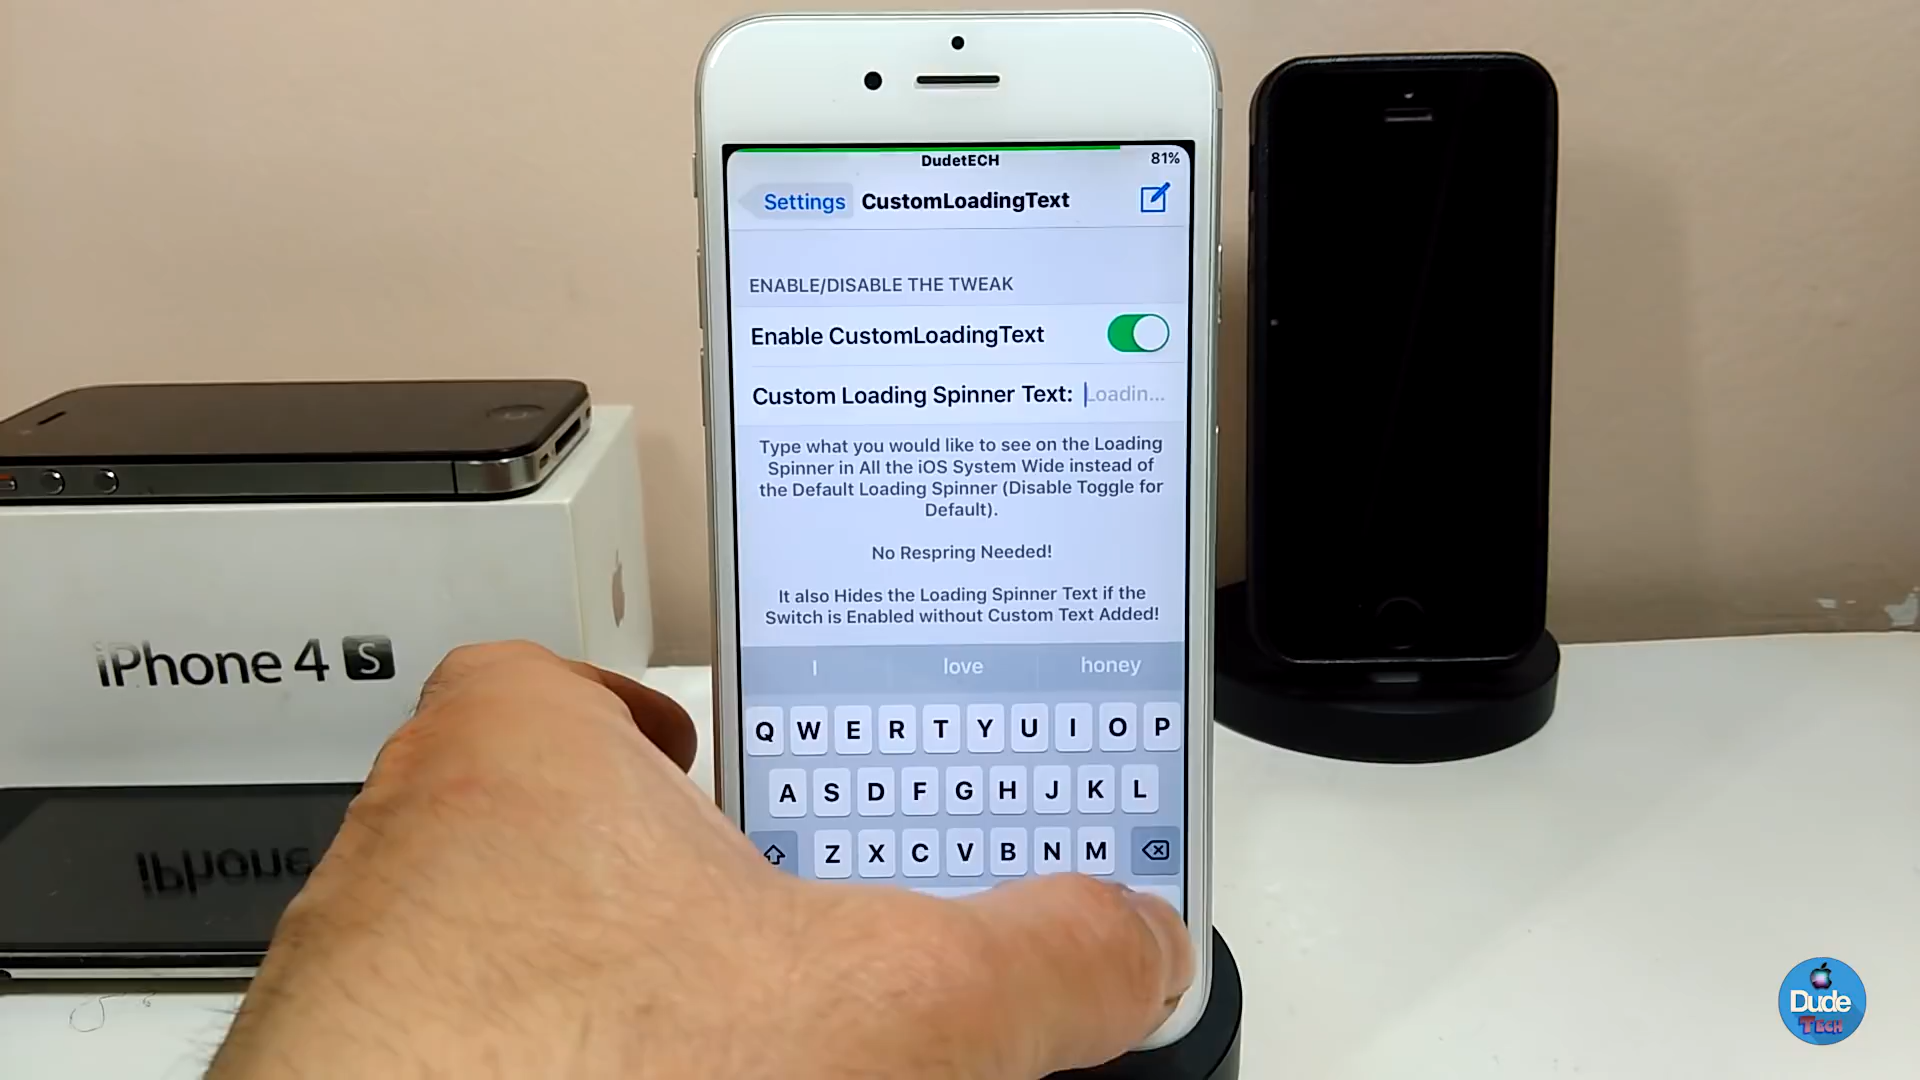 DudetECH
81%
Settings
CustomLoadingText
ENABLE/DISABLE THE TWEAK
Enable CustomLoadingText
Custom Loading Spinner Text: Loadin...
Type what you would like to see on the Loading
Spinner in All the iOS System Wide instead of
the Default Loading Spinner (Disable Toggle for
Default).
No Respring Needed!
It also Hides the Loading Spinner Text if the
Switch is Enabled without Custom Text Added!
I love honey
Q W E R T Y U I O P
A S D F G H J K L
Z X C V B N M
iPhone 4 S
iPhone
Dude
TECH